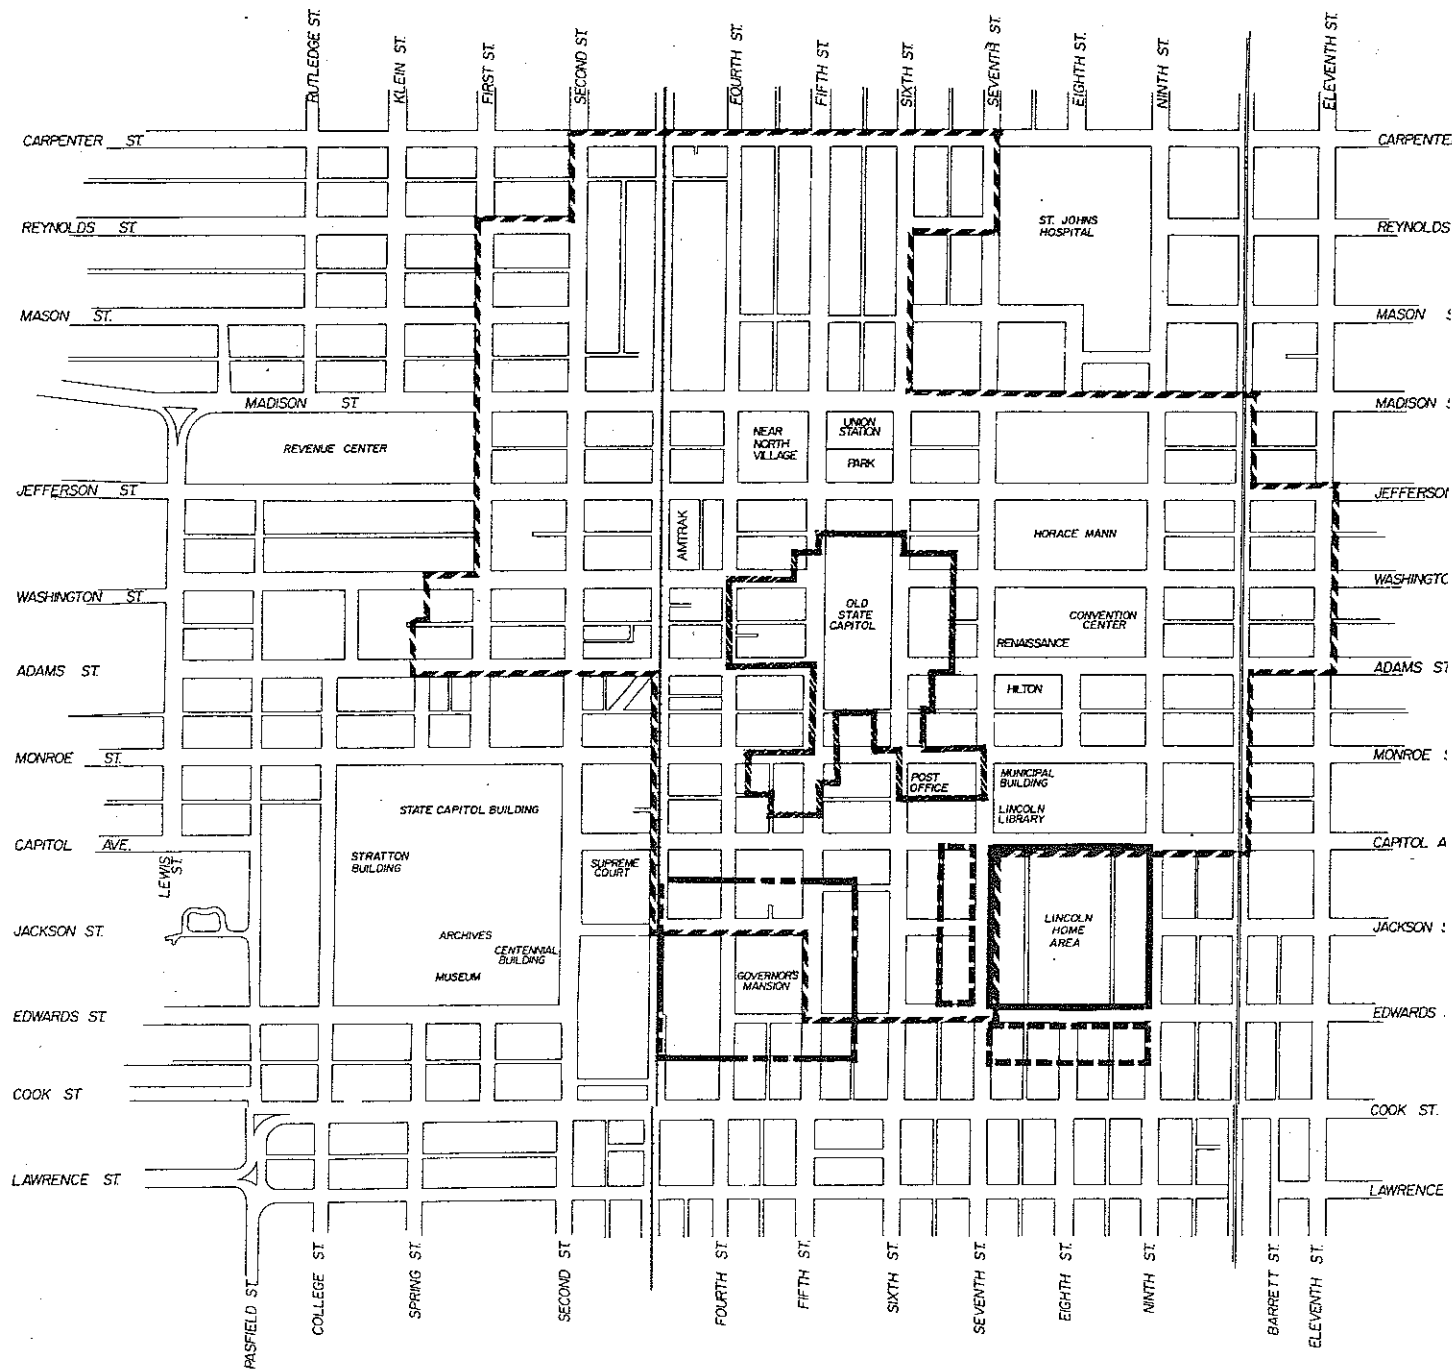 RUTLEDGE ST.
KLEIN ST.
FIRST ST.
SECOND ST
FOURTH ST.
FIFTH ST.
SIXTH ST.
SEVENTH ST.
EIGHTH ST.
NINTH ST.
ELEVENTH ST.
CARPENTER ST.
CARPENTE
REYNOLDS ST.
ST. JOHNS
HOSPITAL
REYNOLDS
MASON ST.
MASON S
MADISON ST.
MADISON S
REVENUE CENTER
NEAR
NORTH
VILLAGE
UNION
STATION
PARK
JEFFERSON ST
JEFFERSON
AMTRAK
HORACE MANN
WASHINGTON ST
WASHINGTO
OLD
STATE
CAPITOL
CONVENTION
CENTER
RENAISSANCE
ADAMS ST.
ADAMS ST
HILTON
MONROE ST.
MONROE S
POST
OFFICE
MUNICIPAL
BUILDING
LINCOLN
LIBRARY
STATE CAPITOL BUILDING
CAPITOL AVE.
CAPITOL A
LEWIS
ST.
STRATTON
BUILDING
SUPREME
COURT
LINCOLN
HOME
AREA
JACKSON ST.
JACKSON S
ARCHIVES
CENTENNIAL
BUILDING
MUSEUM
GOVERNOR'S
MANSION
EDWARDS ST.
EDWARDS
COOK ST
COOK ST.
LAWRENCE ST.
LAWRENCE
PASFIELD ST.
COLLEGE ST.
SPRING ST.
SECOND ST.
FOURTH ST.
FIFTH ST.
SIXTH ST.
SEVENTH ST.
EIGHTH ST.
NINTH ST.
BARRETT ST.
ELEVENTH ST.